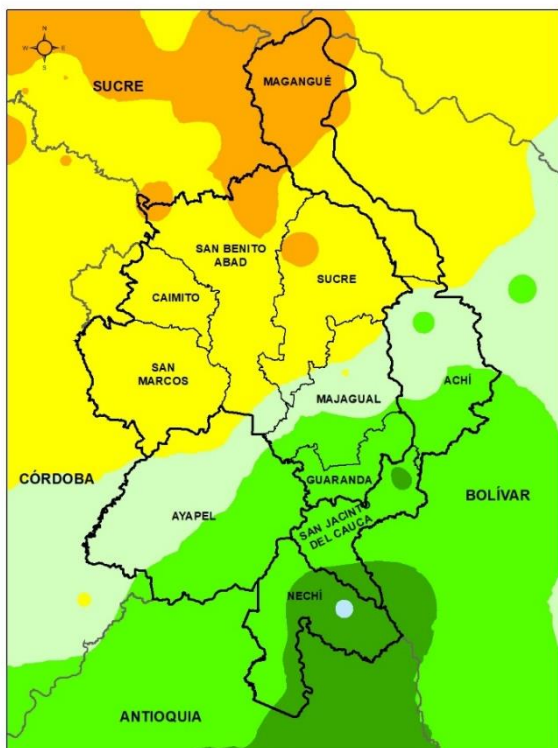 N
W E
S
SUCRE
MAGANGUÉ
SAN BENITO
ABAD
SUCRE
CAIMITO
SAN
MARCOS
MAJAGUAL
ACHÍ
CÓRDOBA
GUARANDA
BOLÍVAR
AYAPEL
SAN JACINTO
DEL CAUCA
NECHÍ
ANTIOQUIA